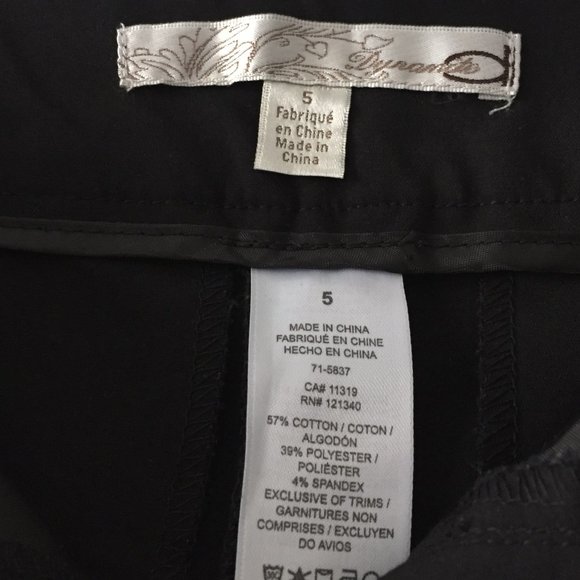 Dynamite
5
Fabriqué
en Chine
Made in
China
5
MADE IN CHINA
FABRIQUÉ EN CHINE
HECHO EN CHINA
71-5837
CA# 11319
RN# 121340
57% COTTON / COTON /
ALGODÓN
39% POLYESTER /
POLIÉSTER
4% SPANDEX
EXCLUSIVE OF TRIMS /
GARNITURES NON
COMPRISES / EXCLUYEN
DO AVIOS